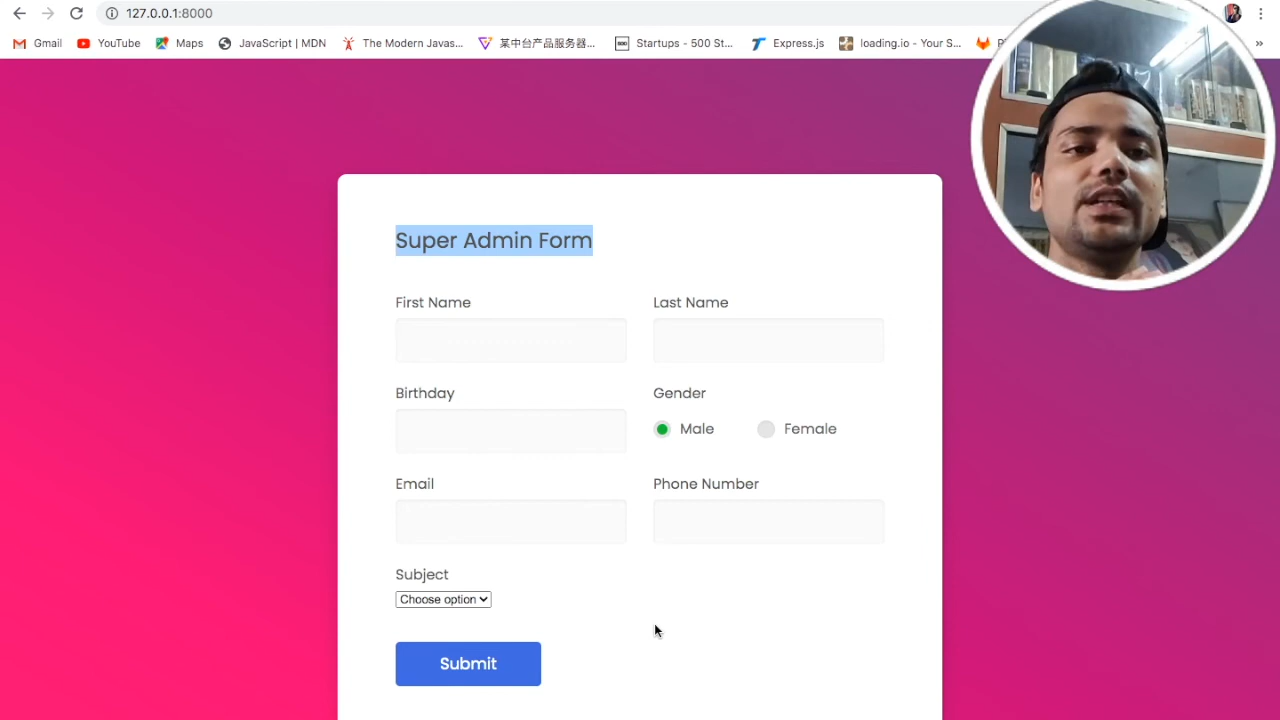 127.0.0.1:8000
Gmail YouTube Maps JavaScript | MDN The Modern Javas... 某中台产品服务器... Startups - 500 St... Express.js loading.io - Your S... »
Super Admin Form
First Name Last Name
Birthday Gender
Male Female
Email Phone Number
Subject
Choose option
Submit